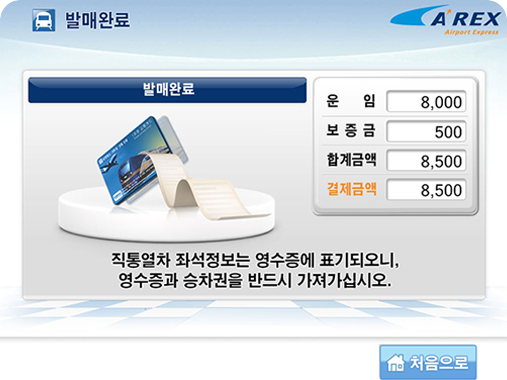 발매완료
A'REX
Airport Express
발매완료
운 임 8,000
보 증 금 500
합계금액 8,500
결제금액 8,500
직통열차 좌석정보는 영수증에 표기되오니,
영수증과 승차권을 반드시 가져가십시오.
처음으로